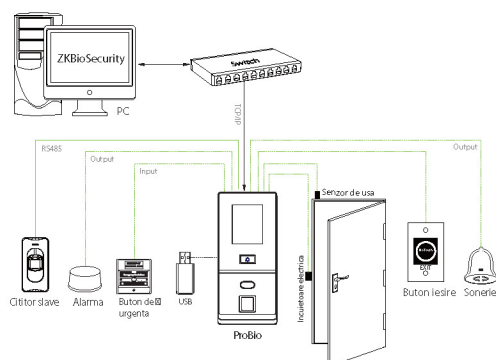 ZKBioSecurity
Switch
PC
TCP/IP
RS485
Output
Input
Output
Senzor de usa
Incuietoare electrica
EXIT
Cititor slave
Alarma
Buton de
urgenta
USB
ProBio
Buton iesire
Sonerie